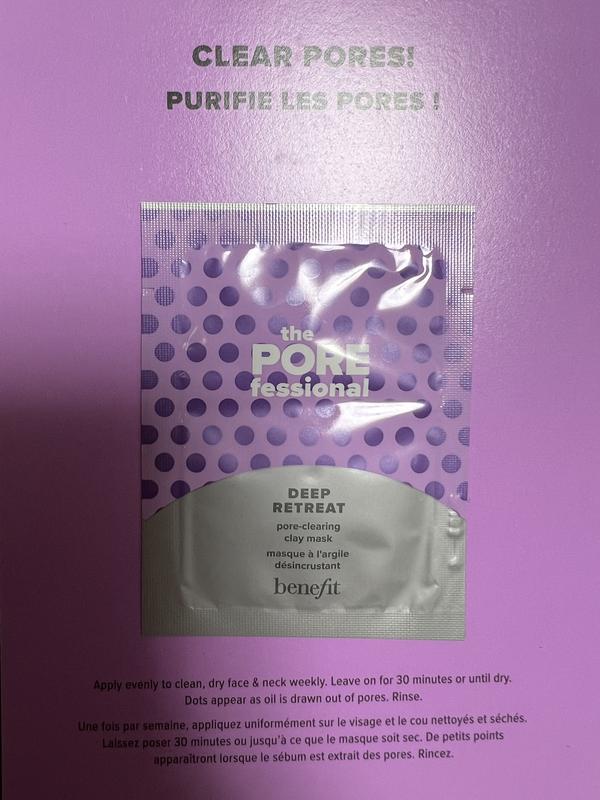 CLEAR PORES!
PURIFIE LES PORES !
the
PORE
fessional
DEEP
RETREAT
pore-clearing
clay mask
masque à l'argile
désincrustant
benefit
Apply evenly to clean, dry face & neck weekly. Leave on for 30 minutes or until dry.
Dots appear as oil is drawn out of pores. Rinse.
Une fois par semaine, appliquez uniformément sur le visage et le cou nettoyés et séchés.
Laissez poser 30 minutes ou jusqu'à ce que le masque soit sec. De petits points
apparaîtront lorsque le sébum est extrait des pores. Rincez.